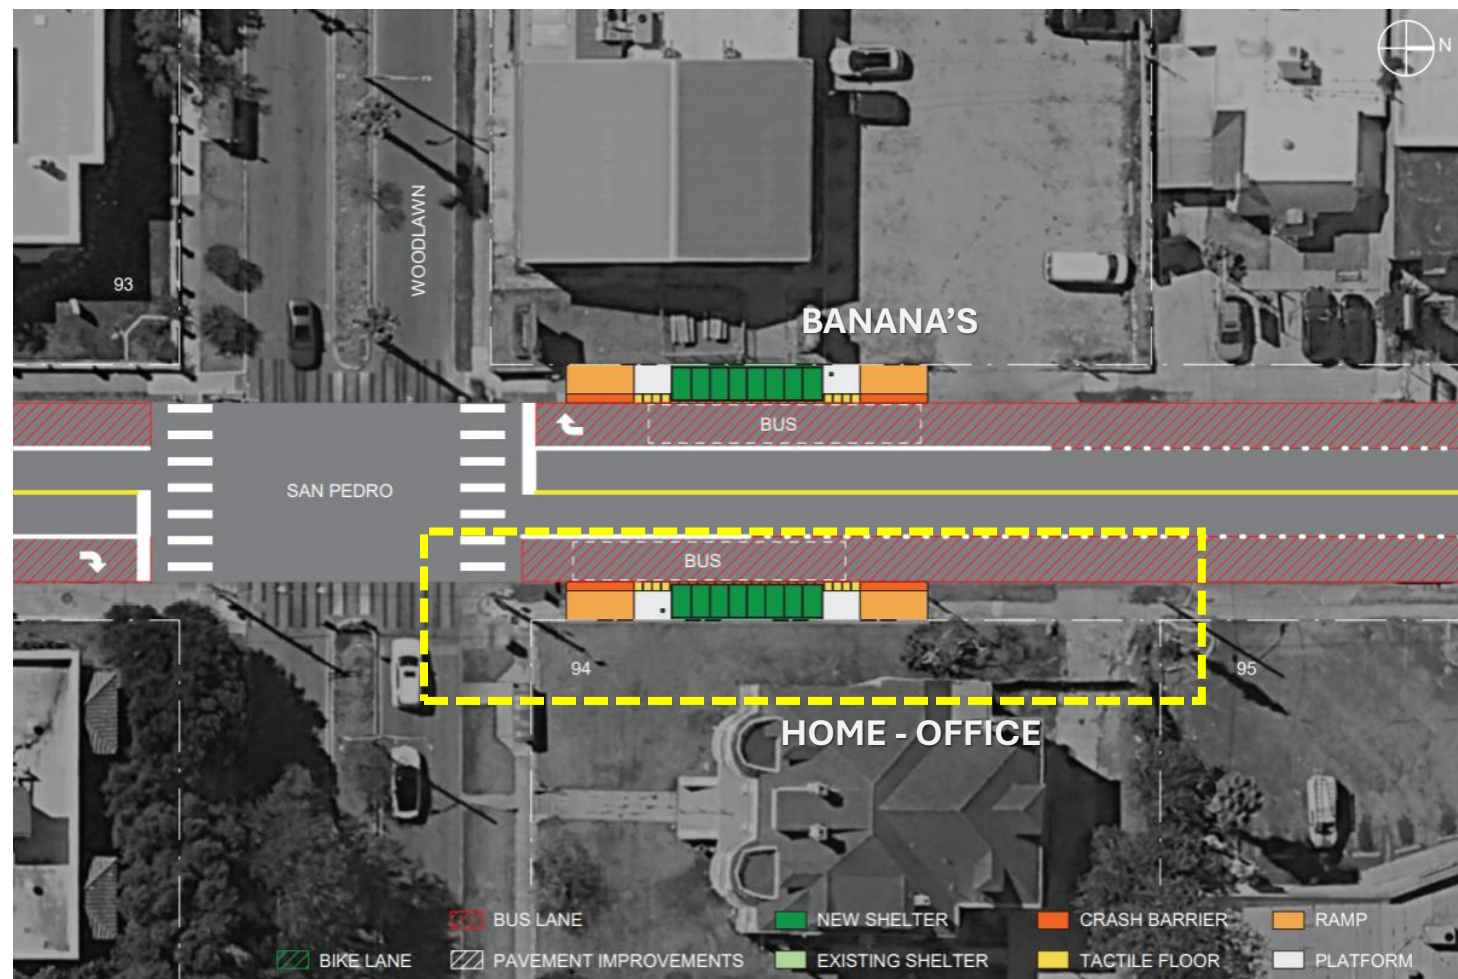 N
WOODLAWN
93
BANANA’S
BUS
SAN PEDRO
BUS
94
95
HOME - OFFICE
BUS LANE
NEW SHELTER
CRASH BARRIER
RAMP
BIKE LANE
PAVEMENT IMPROVEMENTS
EXISTING SHELTER
TACTILE FLOOR
PLATFORM